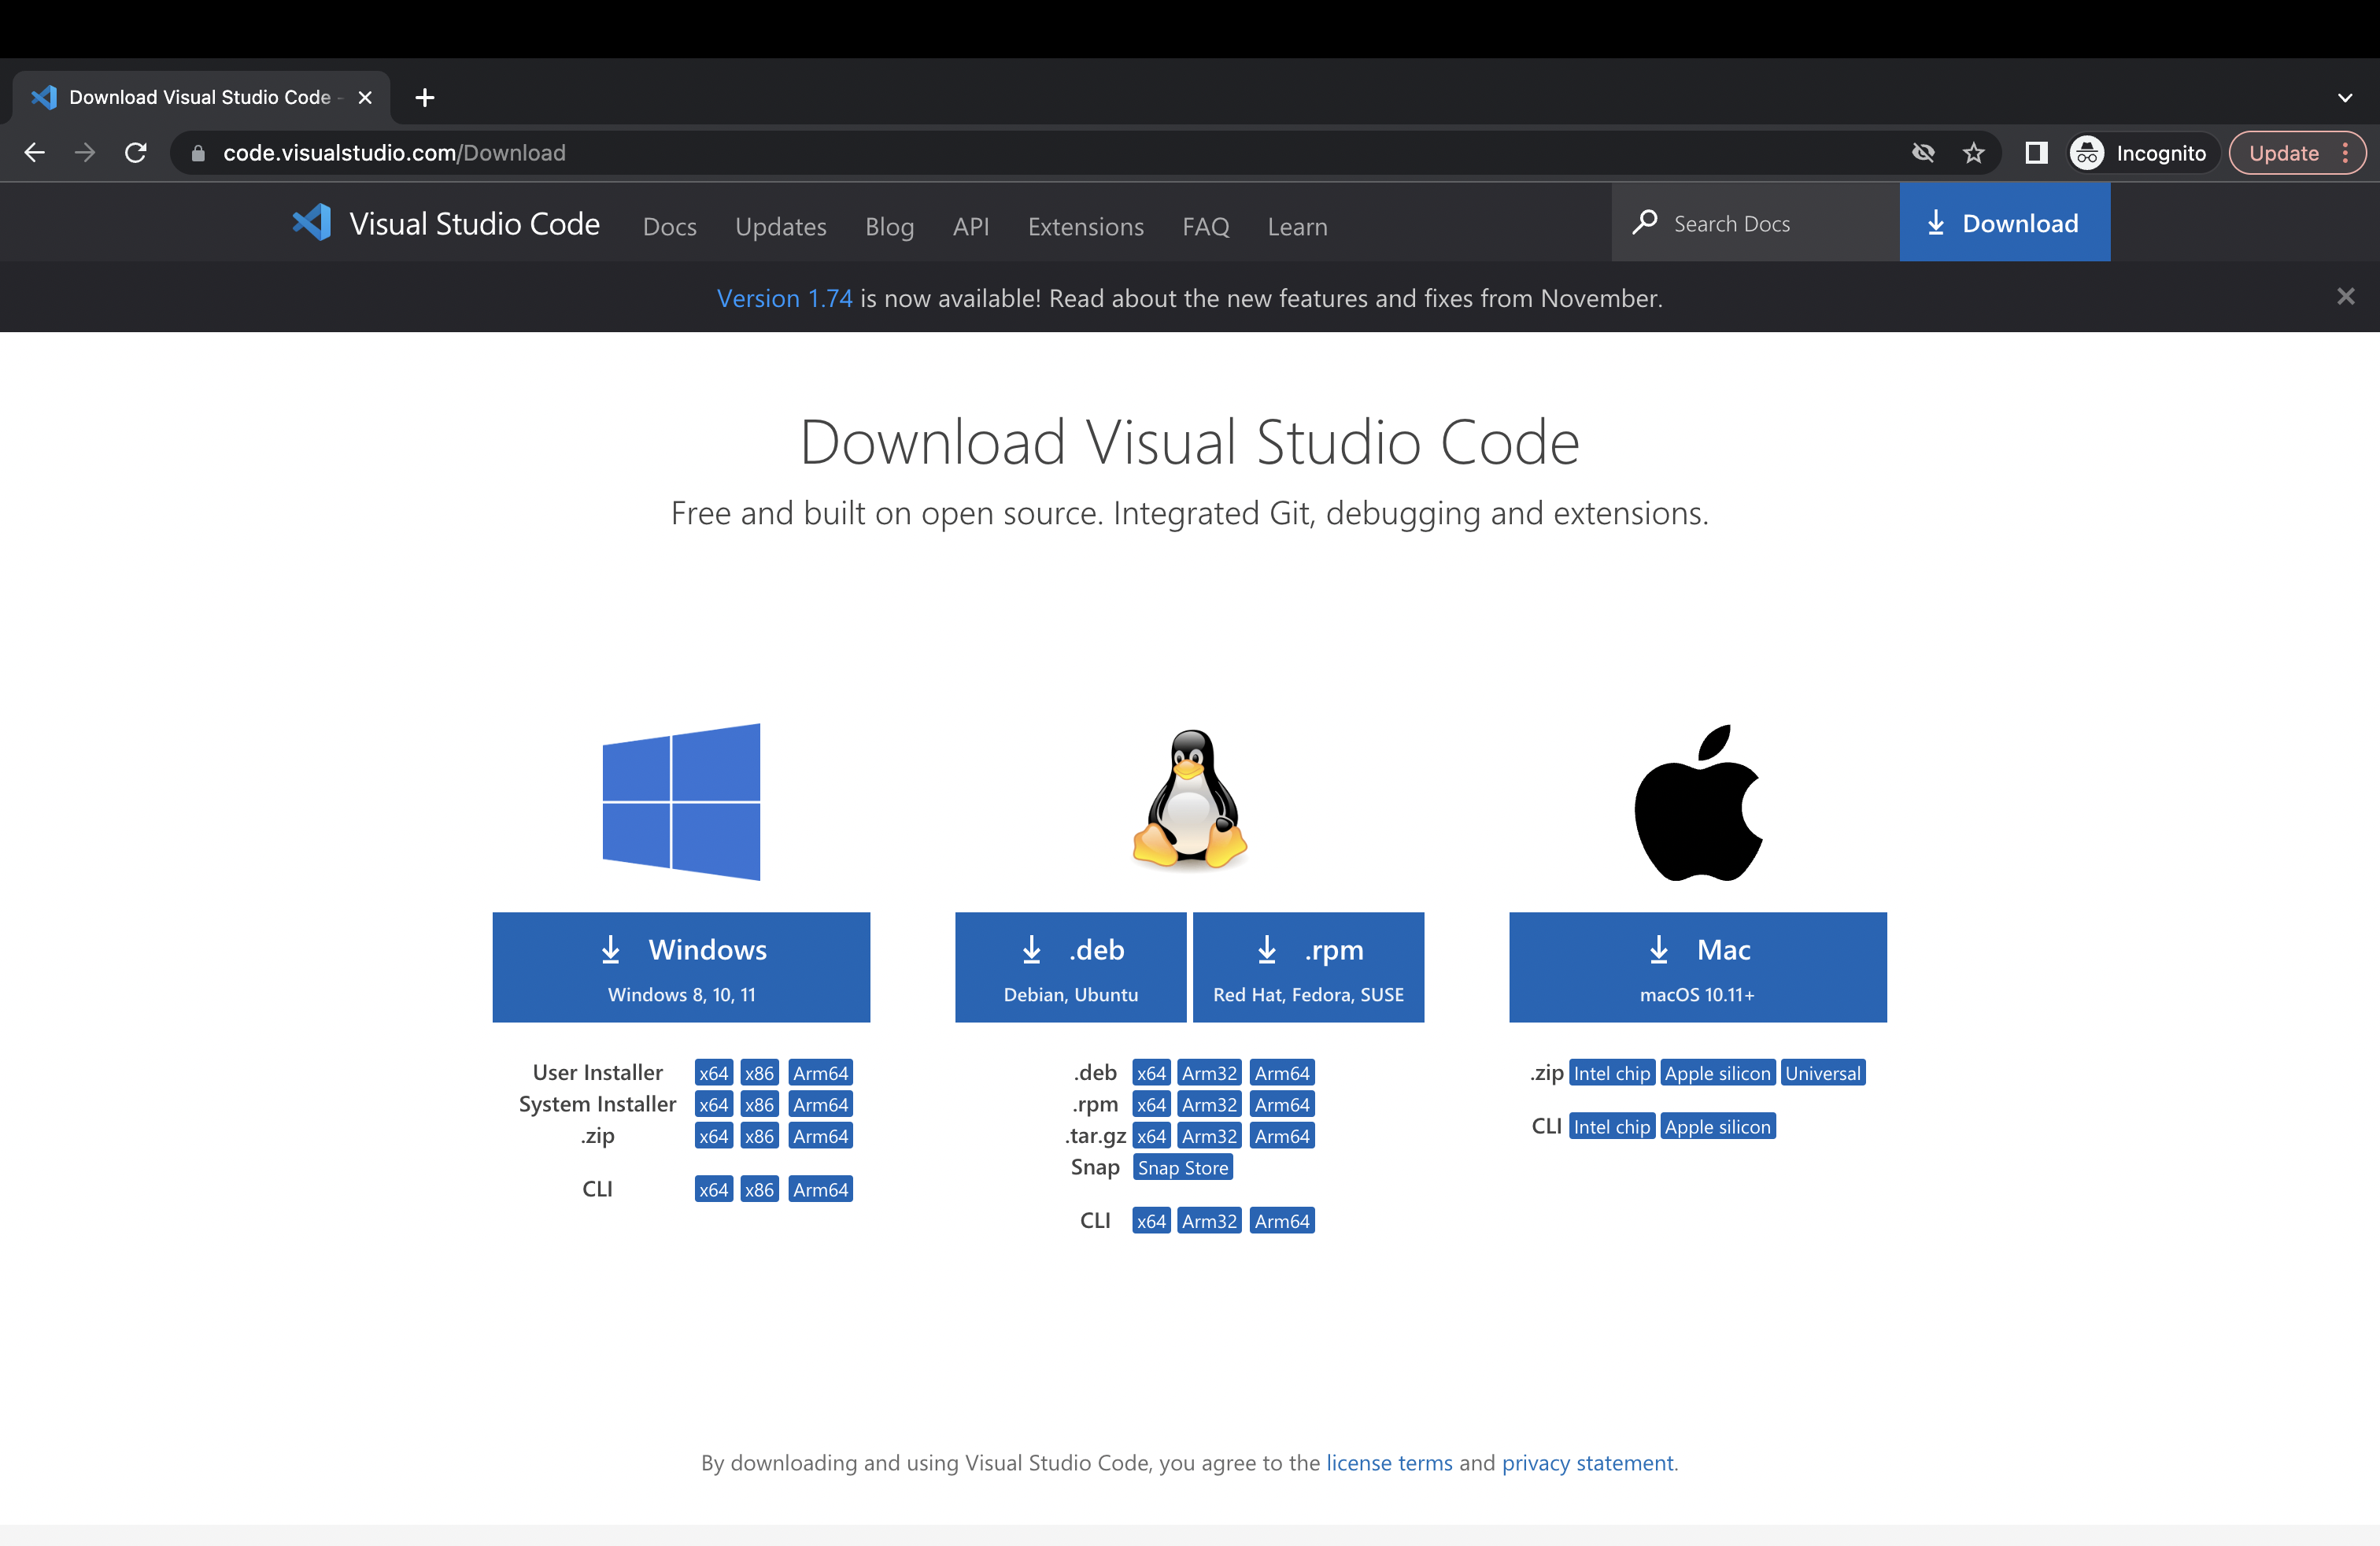 Download Visual Studio Code -
code.visualstudio.com/Download
Incognito
Update
Visual Studio Code Docs Updates Blog API Extensions FAQ Learn
Search Docs
Download
Version 1.74 is now available! Read about the new features and fixes from November.
Download Visual Studio Code
Free and built on open source. Integrated Git, debugging and extensions.
Windows
Windows 8, 10, 11
User Installer x64 x86 Arm64
System Installer x64 x86 Arm64
.zip x64 x86 Arm64
CLI x64 x86 Arm64
.deb
Debian, Ubuntu
.rpm
Red Hat, Fedora, SUSE
.deb x64 Arm32 Arm64
.rpm x64 Arm32 Arm64
.tar.gz x64 Arm32 Arm64
Snap Snap Store
CLI x64 Arm32 Arm64
Mac
macOS 10.11+
.zip Intel chip Apple silicon Universal
CLI Intel chip Apple silicon
By downloading and using Visual Studio Code, you agree to the license terms and privacy statement.